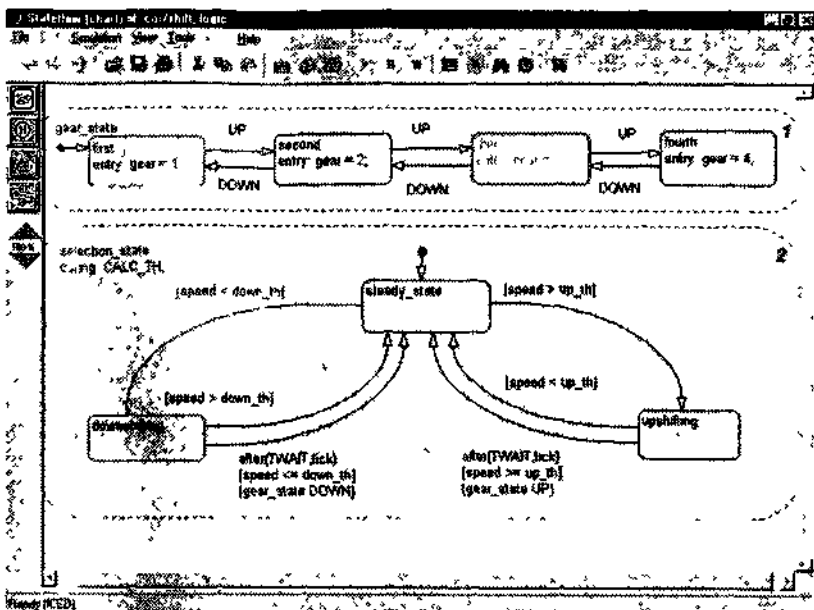 Stateflow (chart) sf_car/shift_logic
Simulation View Tools Help
gear_state
first
entry gear = 1
UP
DOWN
second
entry gear = 2;
UP
DOWN
UP
DOWN
fourth
entry gear = 4;
1
selection_state
during CALC_TH,
2
[speed < down_th]
steady_state
[speed > up_th]
[speed > down_th]
[speed < up_th]
upshifting
after(TWAIT,tick)
[speed <= down_th]
{gear_state DOWN}
after(TWAIT,tick)
[speed >= up_th]
{gear_state UP}